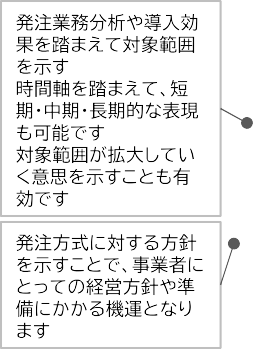 発注業務分析や導入効
果を踏まえて対象範囲
を示す
時間軸を踏まえて、短
期・中期・長期的な表現
も可能です
対象範囲が拡大してい
く意思を示すことも有
効です
発注方式に対する方針
を示すことで、事業者に
とっての経営方針や準
備にかかる機運となり
ます